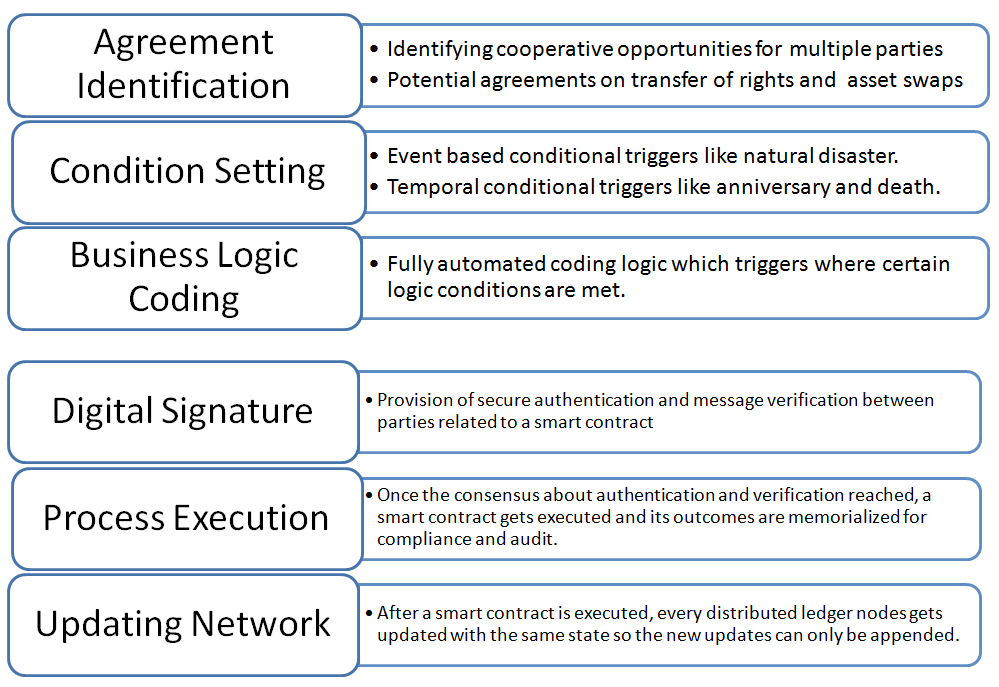 Agreement
Identification
• Identifying cooperative opportunities for multiple parties
• Potential agreements on transfer of rights and asset swaps
Condition Setting
• Event based conditional triggers like natural disaster.
• Temporal conditional triggers like anniversary and death.
Business Logic
Coding
• Fully automated coding logic which triggers where certain
logic conditions are met.
Digital Signature
• Provision of secure authentication and message verification between
parties related to a smart contract
Process Execution
• Once the consensus about authentication and verification reached, a
smart contract gets executed and its outcomes are memorialized for
compliance and audit.
Updating Network
• After a smart contract is executed, every distributed ledger nodes gets
updated with the same state so the new updates can only be appended.